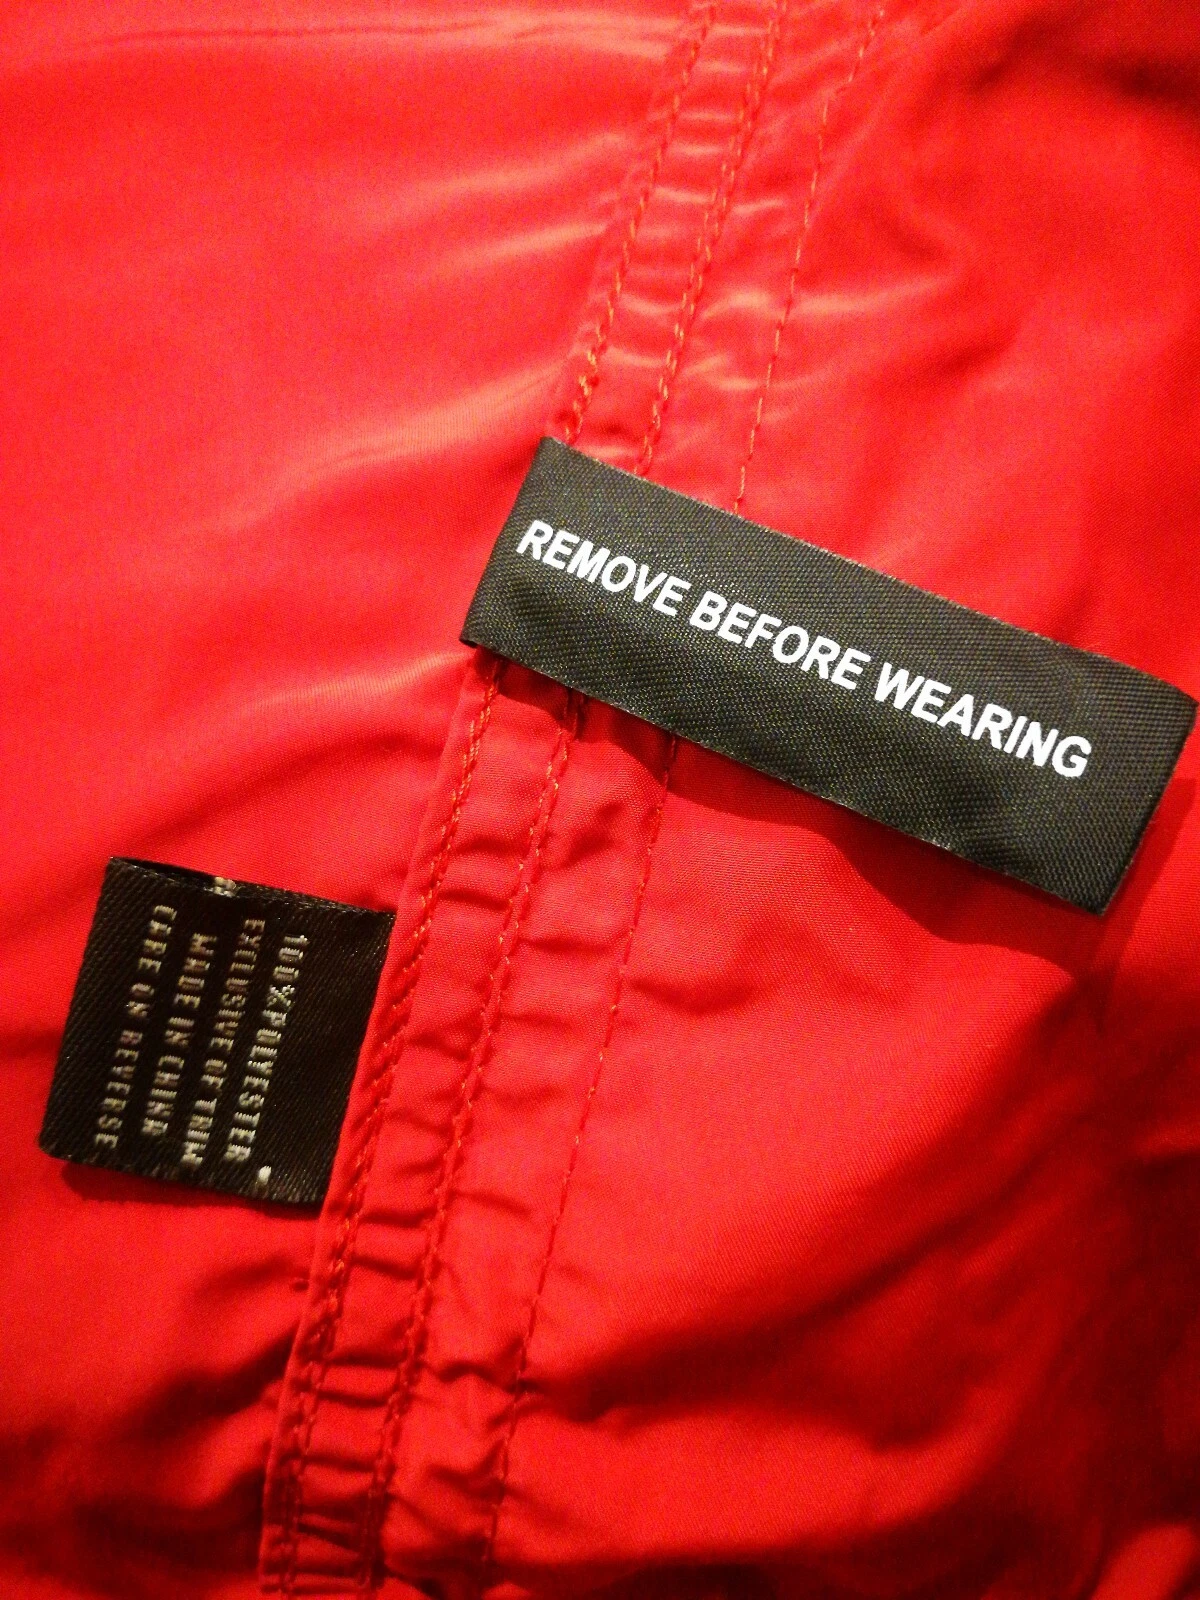 REMOVE BEFORE WEARING
100%POLYESTER
EXCLUSIVE OF TRIM
MADE IN CHINA
CARE ON REVERSE